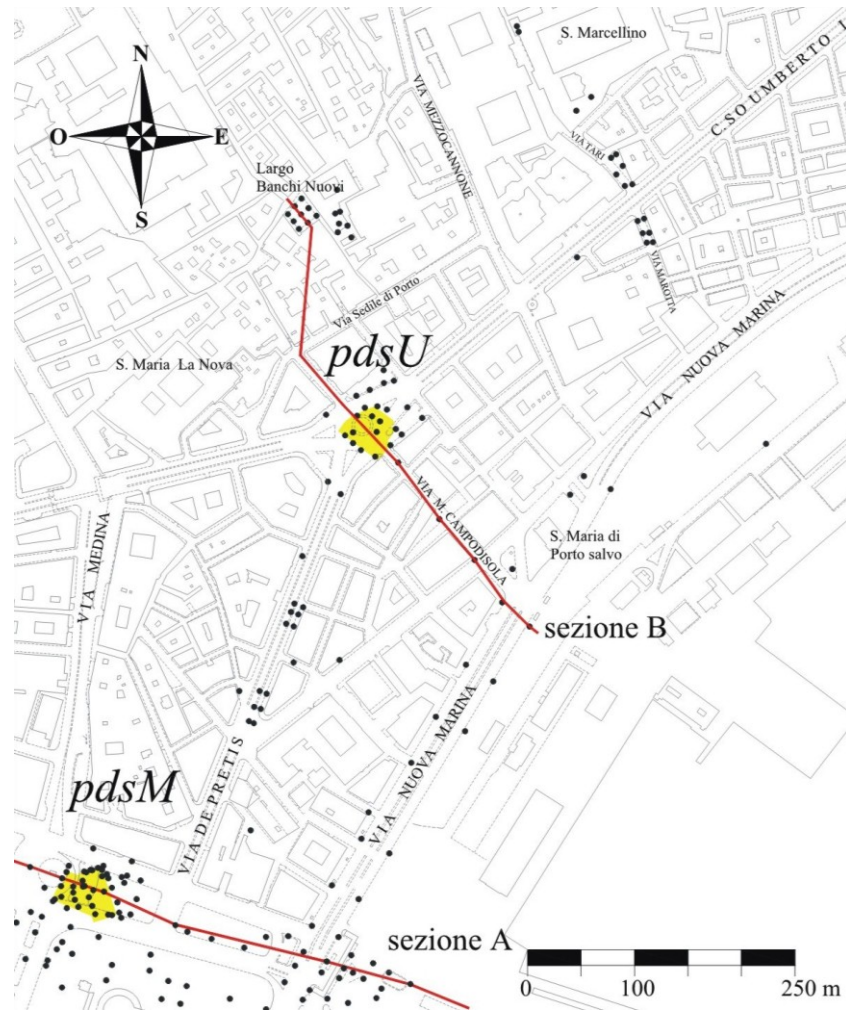 S. Marcellino
N
O
E
S
VIA MEZZOCANNONE
C.SO UMBERTO I
VIA TARI
Largo
Banchi Nuovi
VIA MAROTTA
Via Sedile di Porto
VIA NUOVA MARINA
S. Maria La Nova
pdsU
VIA M. CAMPODISOLA
S. Maria di
Porto salvo
VIA MEDINA
sezione B
VIA NUOVA MARINA
pdsM
VIA DE PRETIS
sezione A
0 100 250 m